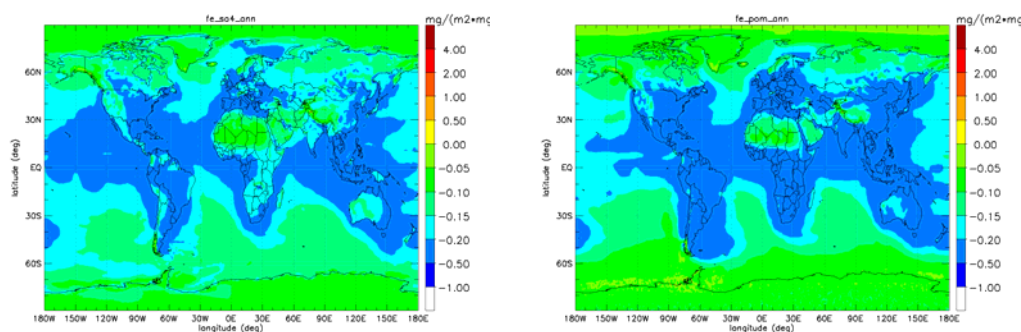 fe_so4_ann
mg/(m2*mg
4.00
2.00
1.00
0.50
-0.05
-0.10
-0.15
-0.20
-0.50
-1.00
latitude (deg)
60N
30N
EQ
30S
60S
180W 150W 120W 90W 60W 30W 0 30E 60E 90E 120E 150E 180E
longitude (deg)
fe_pom_ann
mg/(m2*mg
4.00
2.00
1.00
0.50
-0.05
-0.10
-0.15
-0.20
-0.50
-1.00
latitude (deg)
60N
30N
EQ
30S
60S
180W 150W 120W 90W 60W 30W 0 30E 60E 90E 120E 150E 180E
longitude (deg)